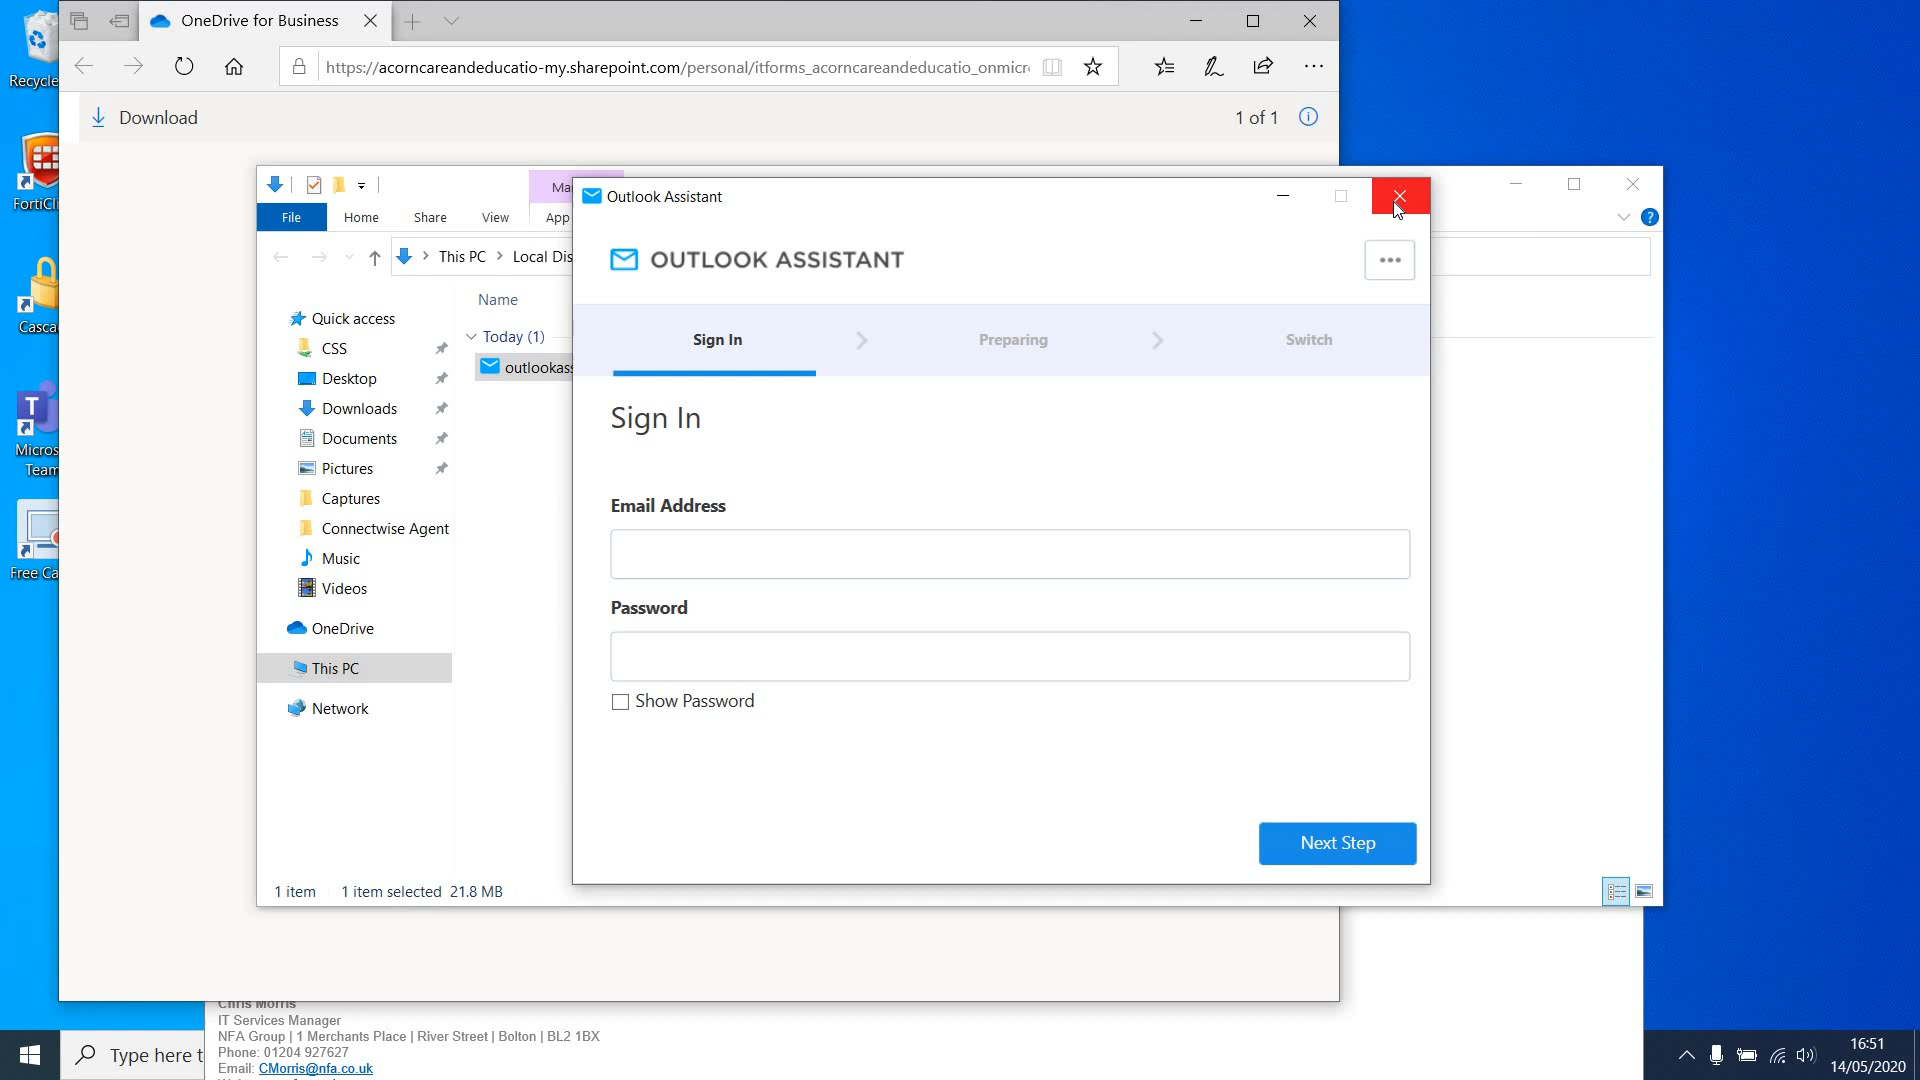 OneDrive for Business
https://acorncareandeducatio-my.sharepoint.com/personal/itforms_acorncareandeducatio_onmicr
Download
1 of 1
Recycle
FortiCli
Casca
Micros
Team
Free Ca
Ma
File
Home
Share
View
App
This PC
Local Dis
Name
Quick access
CSS
Desktop
Downloads
Documents
Pictures
Captures
Connectwise Agent
Music
Videos
OneDrive
This PC
Network
Today (1)
outlookass
1 item
1 item selected 21.8 MB
Outlook Assistant
OUTLOOK ASSISTANT
Sign In
Preparing
Switch
Sign In
Email Address
Password
Show Password
Next Step
Chris Morris
IT Services Manager
NFA Group | 1 Merchants Place | River Street | Bolton | BL2 1BX
Phone: 01204 927627
Email: CMorris@nfa.co.uk
Type here t
16:51
14/05/2020